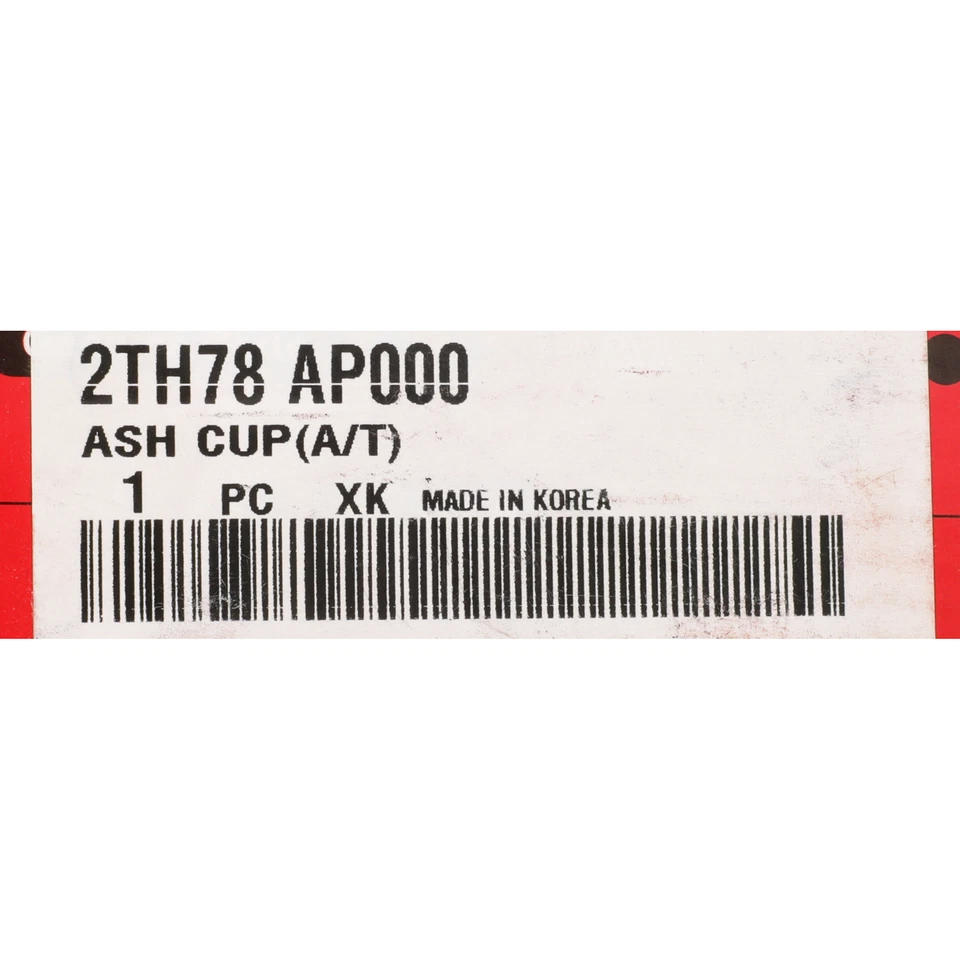 2TH78 AP000
ASH CUP(A/T)
1 PC XK MADE IN KOREA